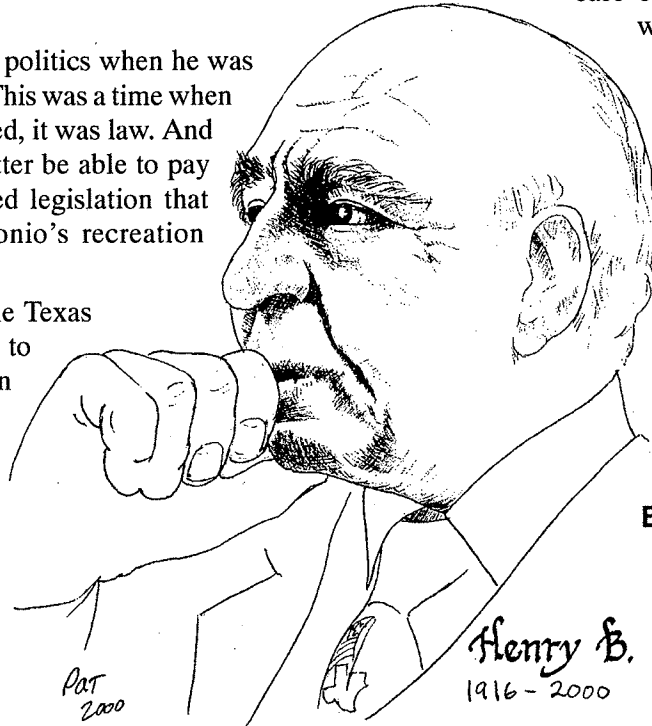 politics when he was
This was a time when
ed, it was law. And
tter be able to pay
ed legislation that
onio's recreation
e Texas
to
n
w
E
Henry B.
1916 - 2000
Pat
2000